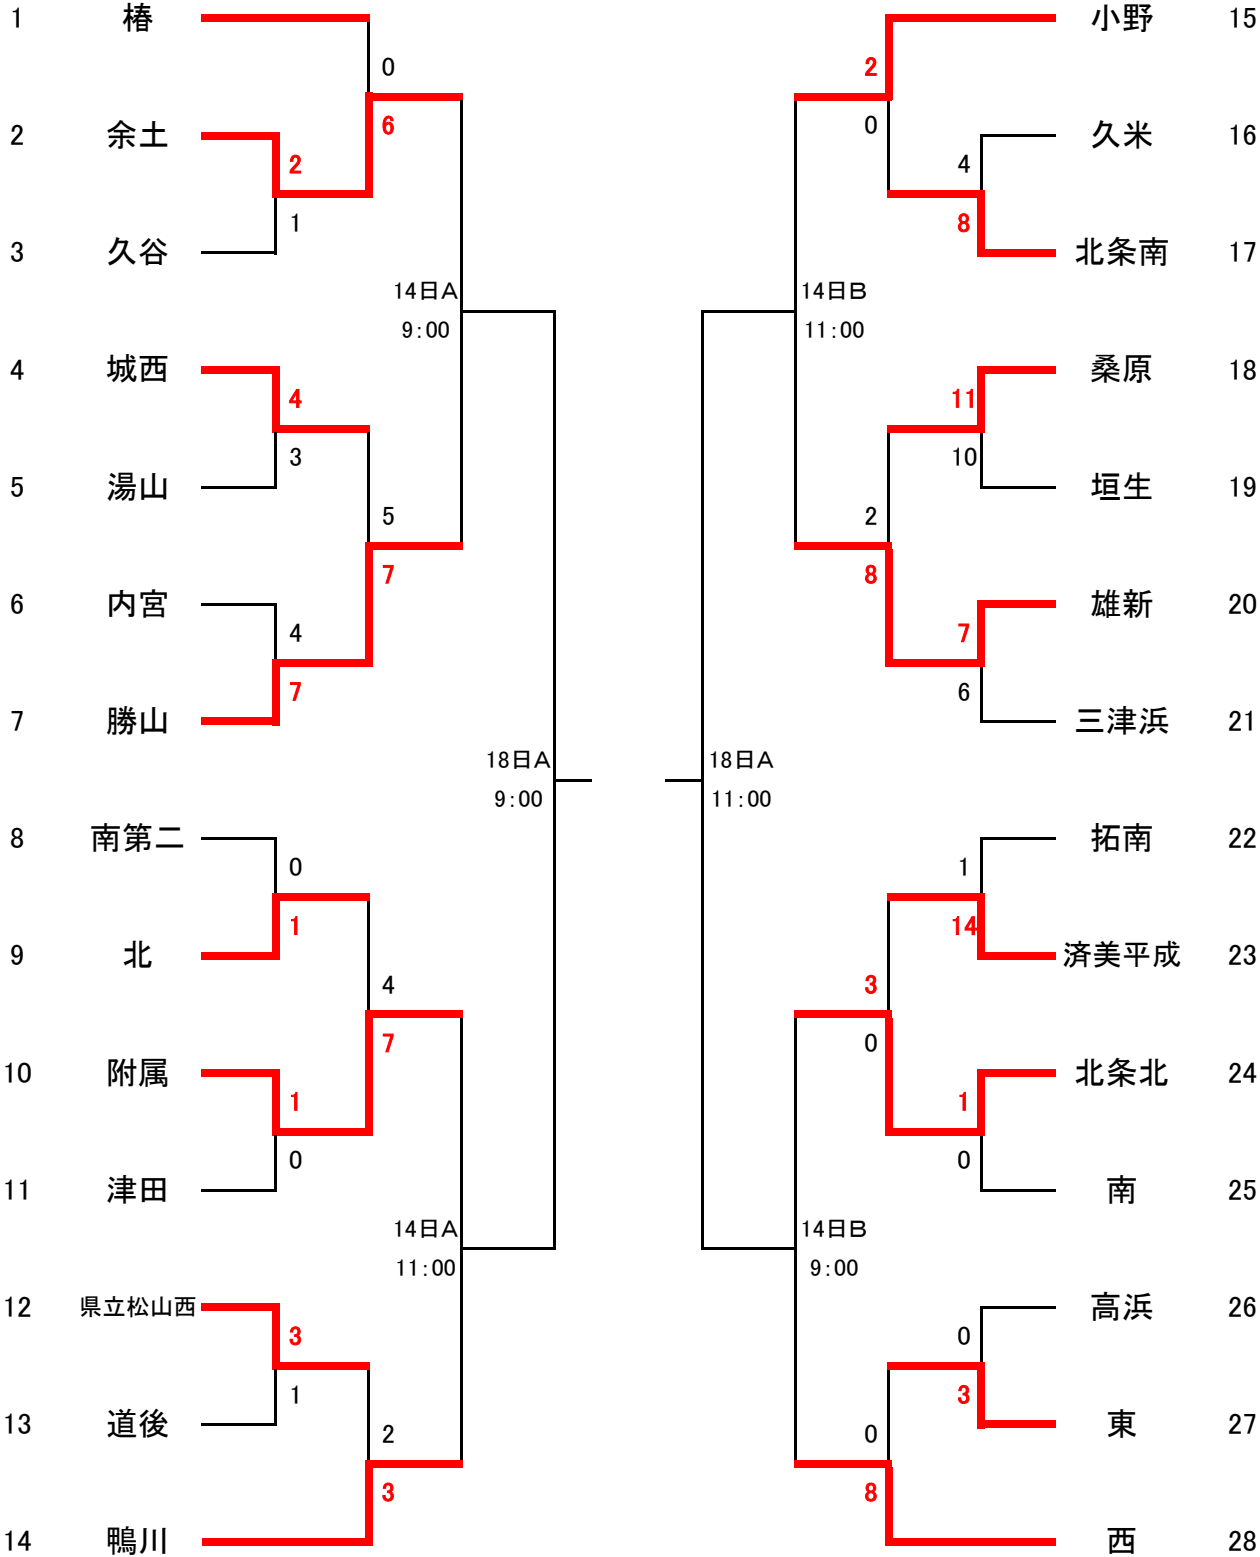 1 椿 小野 15
0 2
2 余土 6 0 久米 16
2 4
1 8
3 久谷 北条南 17
14日A 14日B
9:00 11:00
4 城西 桑原 18
4 11
3 10
5 湯山 垣生 19
5 2
7 8
6 内宮 雄新 20
4 7
7 6
7 勝山 三津浜 21
18日A 18日A
9:00 11:00
8 南第二 拓南 22
0 1
1 14
9 北 済美平成 23
4 3
7 0
10 附属 北条北 24
1 1
0 0
11 津田 南 25
14日A 14日B
11:00 9:00
12 県立松山西 高浜 26
3 0
1 3
13 道後 東 27
2 0
3 8
14 鴨川 西 28